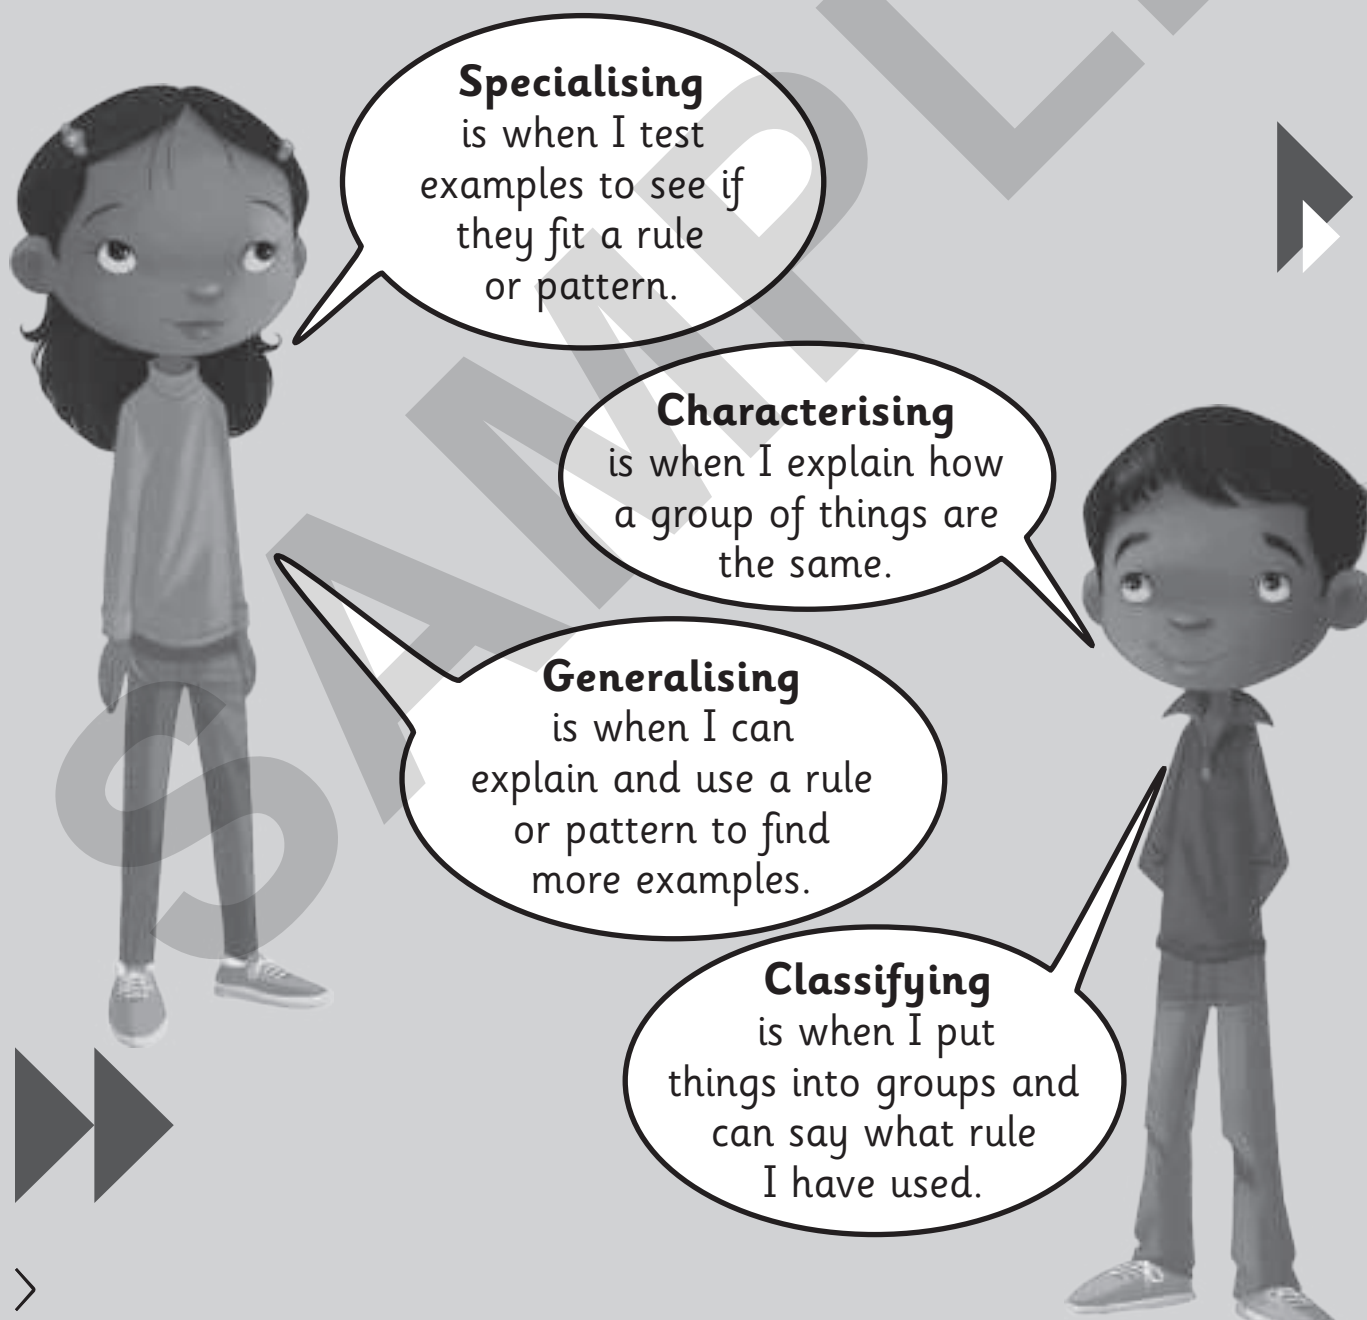 Specialising
is when I test
examples to see if
they fit a rule
or pattern.
Characterising
is when I explain how
a group of things are
the same.
Generalising
is when I can
explain and use a rule
or pattern to find
more examples.
Classifying
is when I put
things into groups and
can say what rule
I have used.
SAMPL